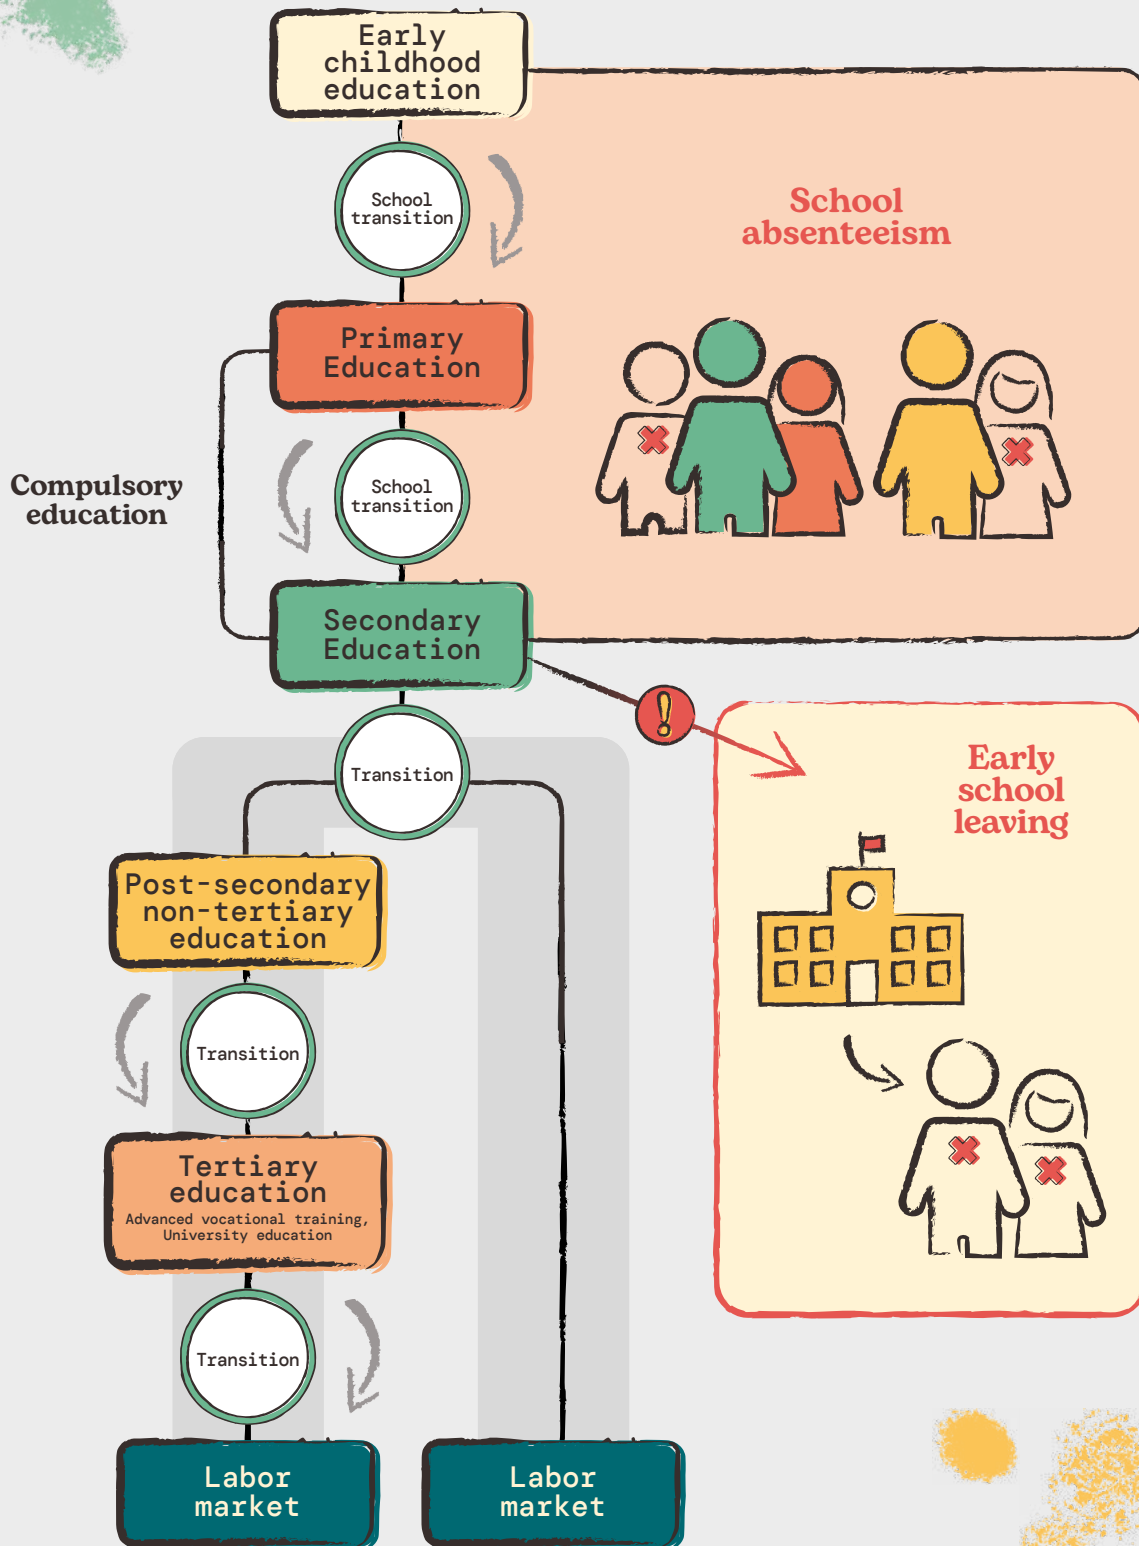 Early
childhood
education
School
transition
School
absenteeism
Primary
Education
Compulsory
education
School
transition
Secondary
Education
!
Transition
Early
school
leaving
Post-secondary
non-tertiary
education
Transition
Tertiary
education
Advanced vocational training,
University education
Transition
Labor
market
Labor
market